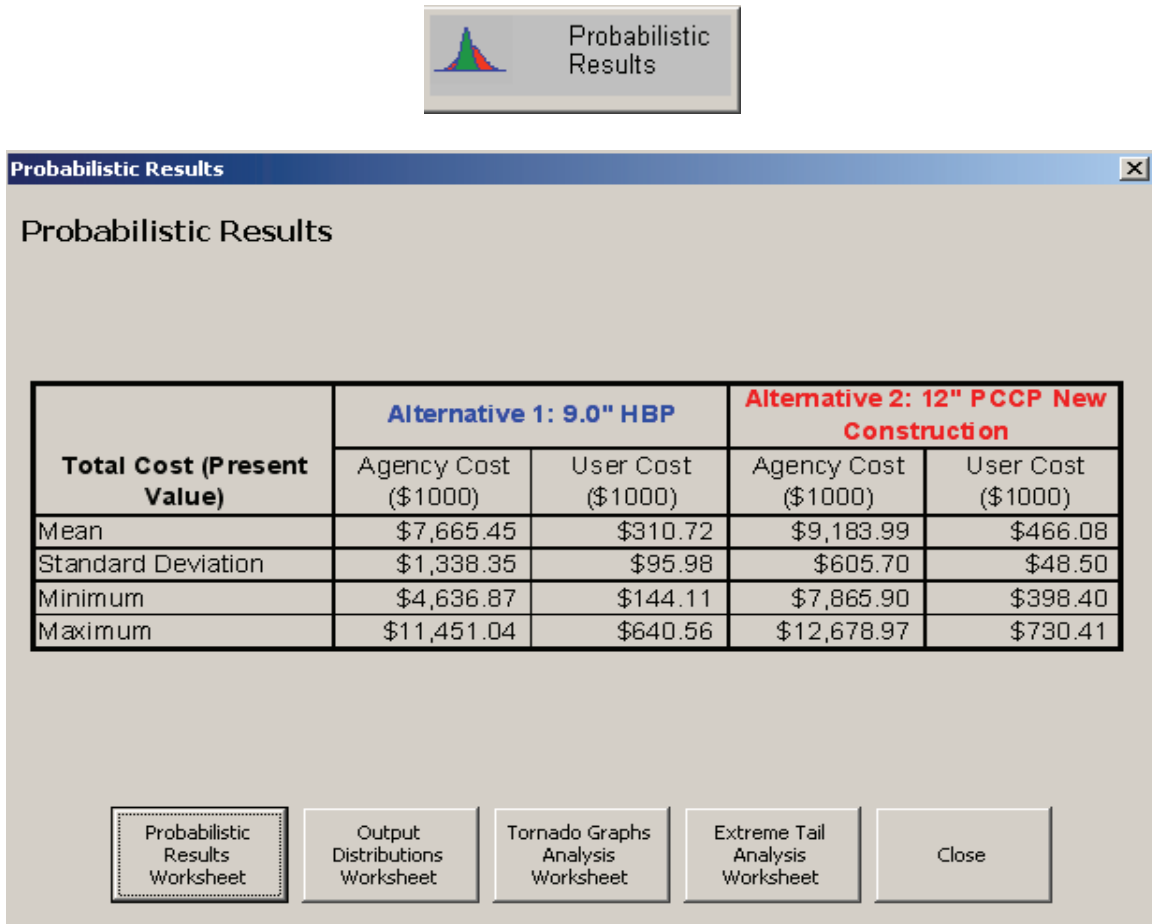 Probabilistic
Results
Probabilistic Results
Probabilistic Results
Total Cost (Present
Value)
Alternative 1: 9.0" HBP
Alternative 2: 12" PCCP New
Construction
Agency Cost
($1000)
User Cost
($1000)
Agency Cost
($1000)
User Cost
($1000)
Mean $7,665.45 $310.72 $9,183.99 $466.08
Standard Deviation $1,338.35 $95.98 $605.70 $48.50
Minimum $4,636.87 $144.11 $7,865.90 $398.40
Maximum $11,451.04 $640.56 $12,678.97 $730.41
Probabilistic
Results
Worksheet
Output
Distributions
Worksheet
Tornado Graphs
Analysis
Worksheet
Extreme Tail
Analysis
Worksheet
Close